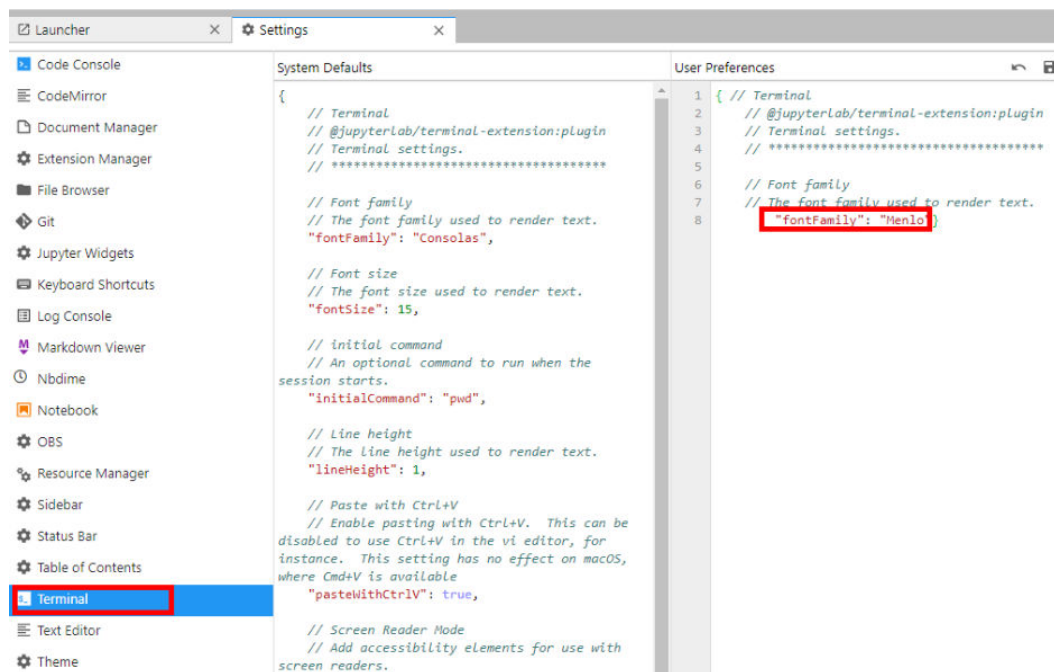 Launcher
Settings
Code Console
CodeMirror
Document Manager
Extension Manager
File Browser
Git
Jupyter Widgets
Keyboard Shortcuts
Log Console
Markdown Viewer
Nbdime
Notebook
OBS
Resource Manager
Sidebar
Status Bar
Table of Contents
Terminal
Text Editor
Theme
System Defaults
{
// Terminal
// @jupyterlab/terminal-extension:plugin
// Terminal settings.
// *************************************
// Font family
// The font family used to render text.
"fontFamily": "Consolas",
// Font size
// The font size used to render text.
"fontSize": 15,
// initial command
// An optional command to run when the
session starts.
"initialCommand": "pwd",
// Line height
// The line height used to render text.
"lineHeight": 1,
// Paste with Ctrl+V
// Enable pasting with Ctrl+V.  This can be
disabled to use Ctrl+V in the vi editor, for
instance.  This setting has no effect on macOS,
where Cmd+V is available
"pasteWithCtrlV": true,
// Screen Reader Mode
// Add accessibility elements for use with
screen readers.
User Preferences
1 { // Terminal
2 // @jupyterlab/terminal-extension:plugin
3 // Terminal settings.
4 // *************************************
5
6 // Font family
7 // The font family used to render text.
8 "fontFamily": "Menlo"}